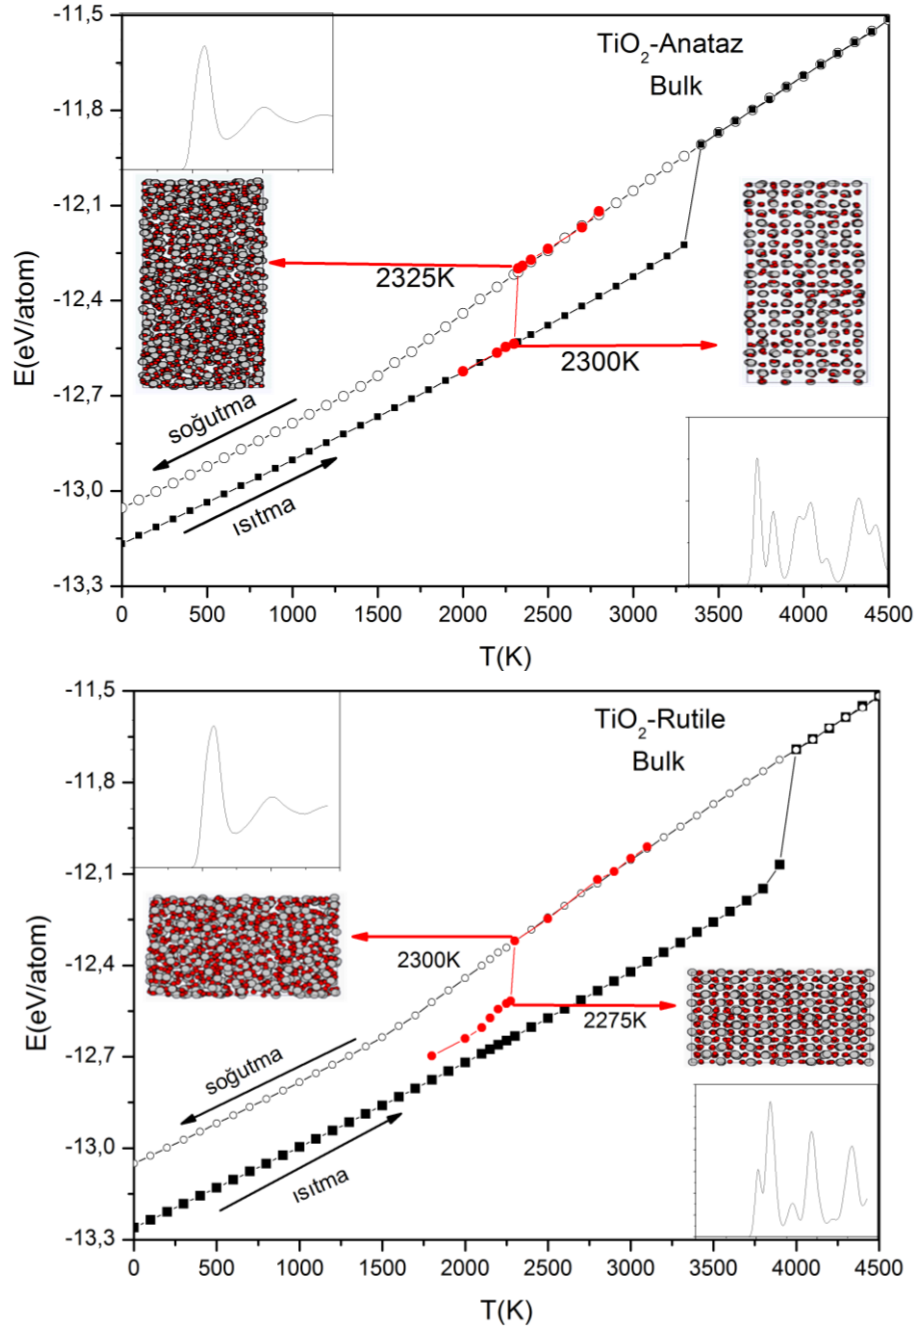 -11,5
TiO2-Anataz
Bulk
-11,8
-12,1
2325K
-12,4
2300K
E(eV/atom)
-12,7
soğutma
-13,0
ısıtma
-13,3
0 500 1000 1500 2000 2500 3000 3500 4000 4500
T(K)
-11,5
TiO2-Rutile
Bulk
-11,8
-12,1
2300K
-12,4
2275K
E(eV/atom)
-12,7
soğutma
-13,0
ısıtma
-13,3
0 500 1000 1500 2000 2500 3000 3500 4000 4500
T(K)